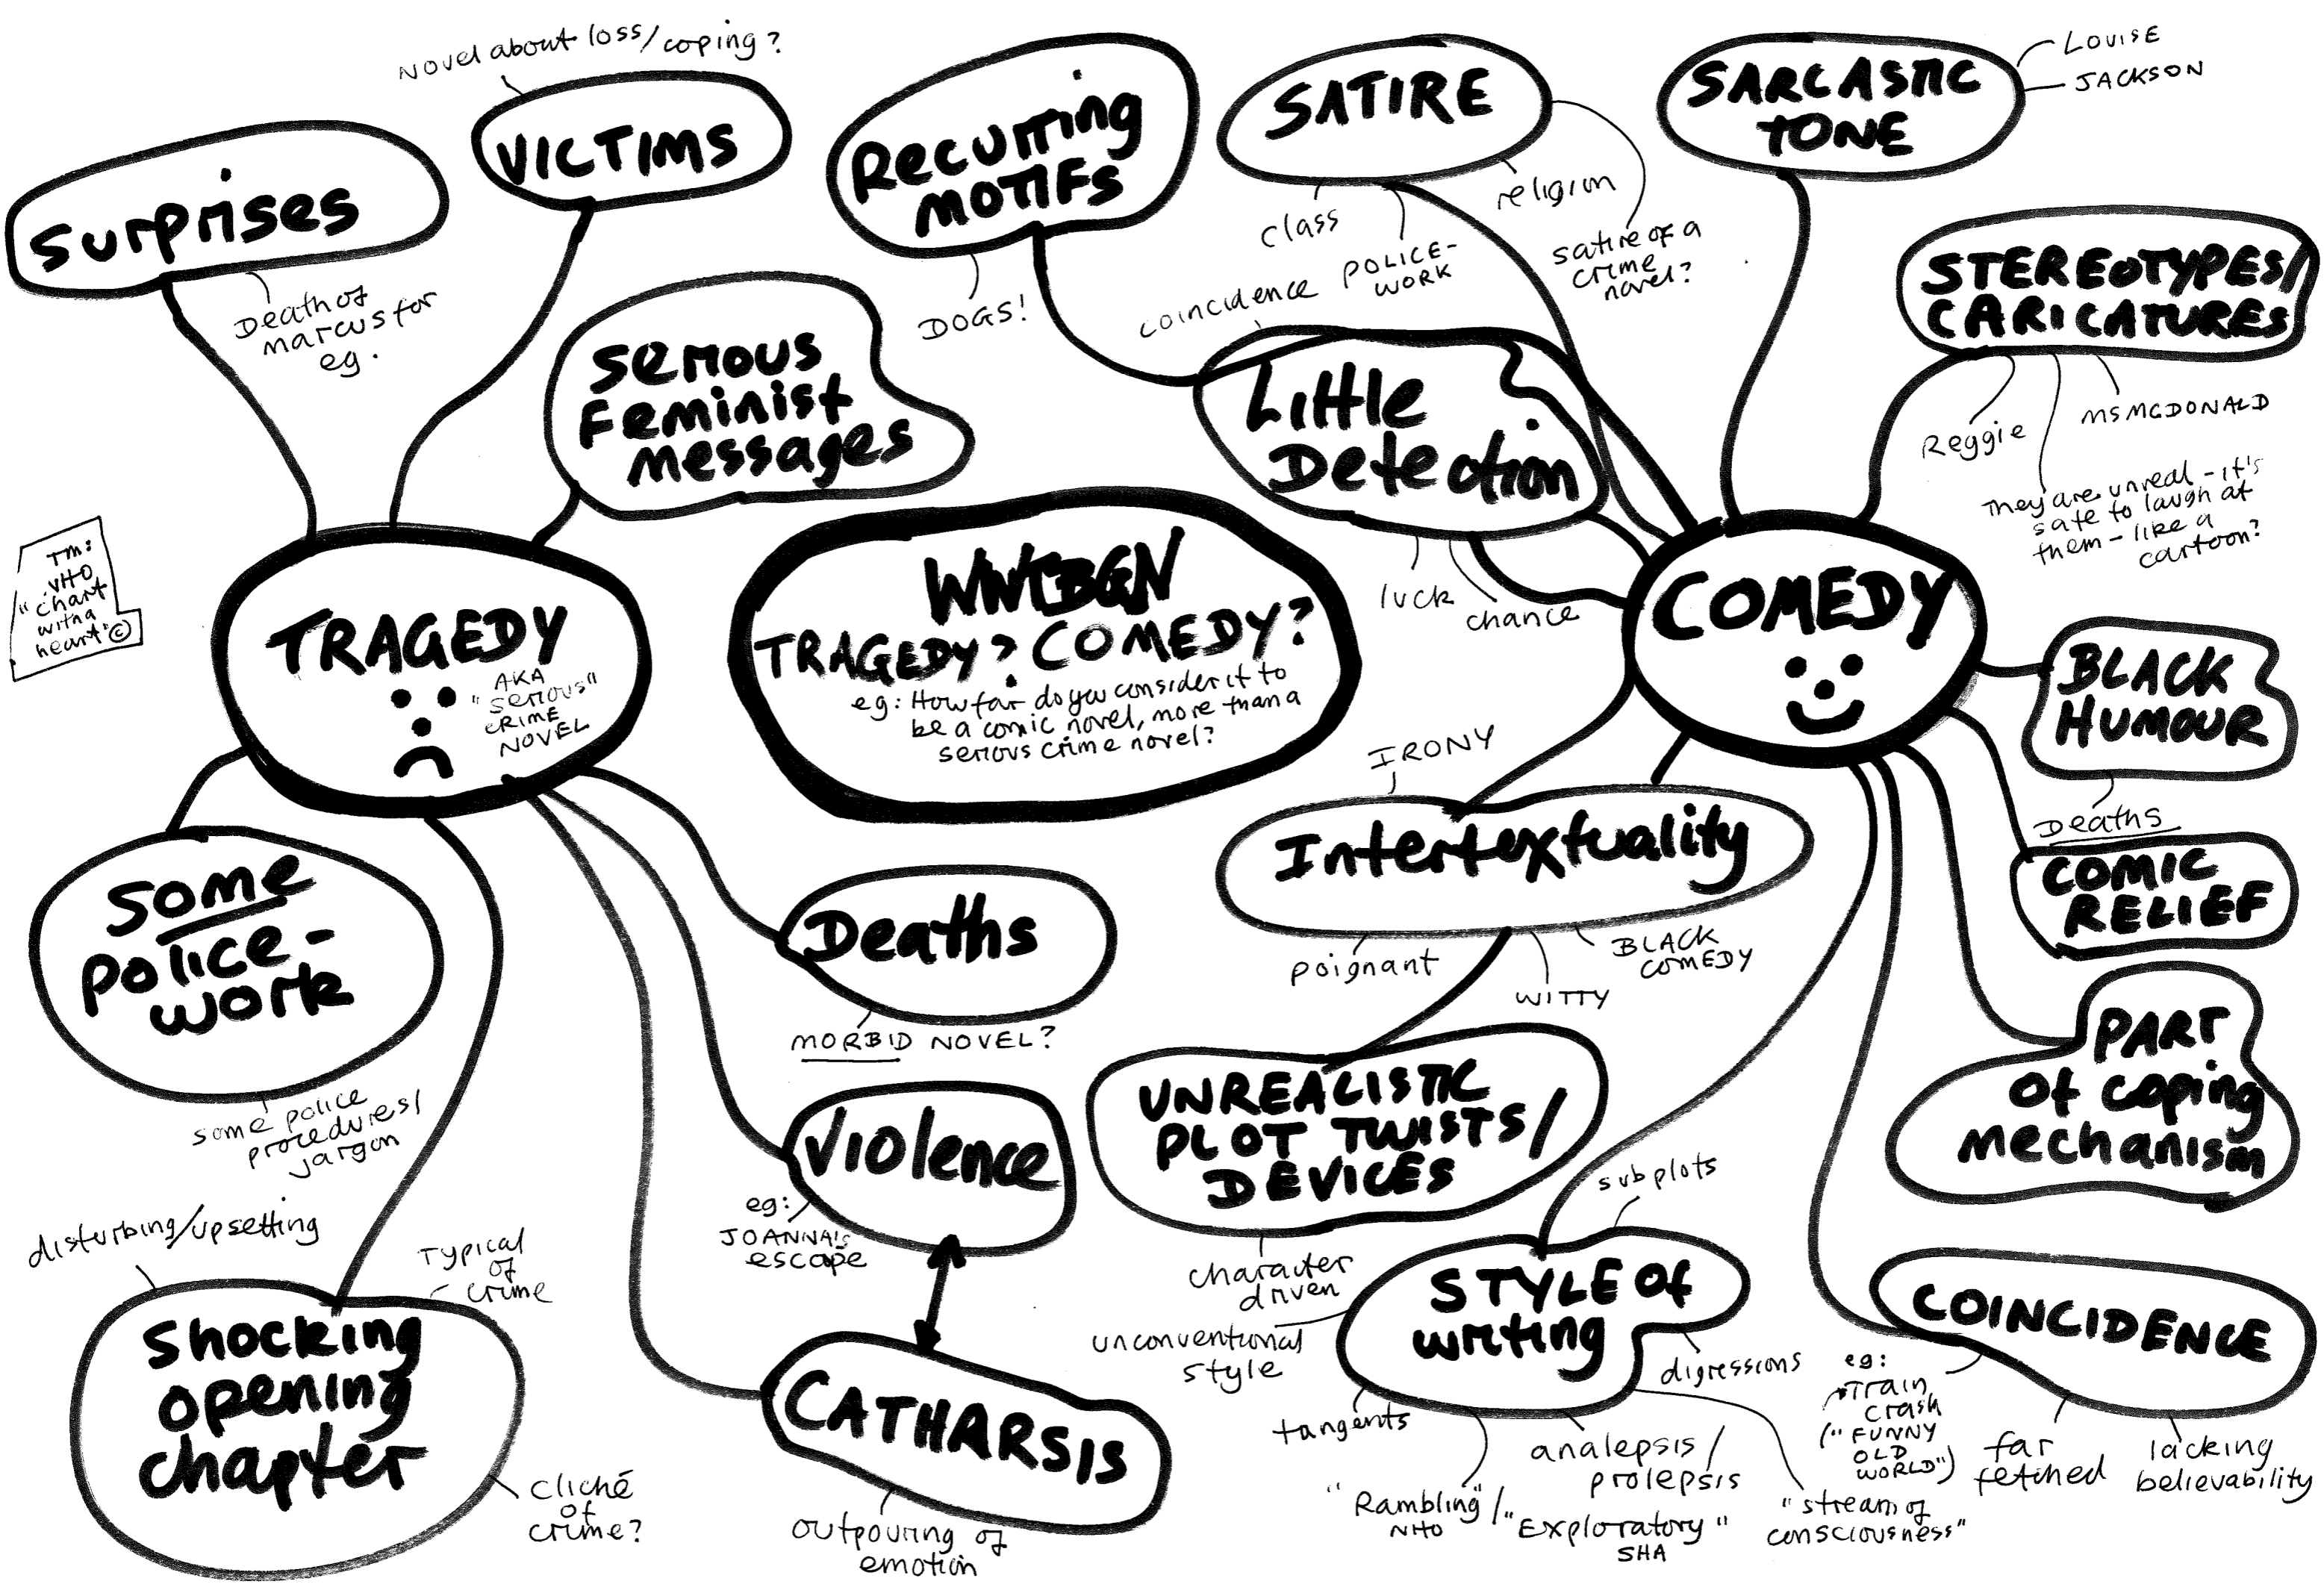 Novel about loss/coping?
VICTIMS
Surprises
Death of
marcus for
eg.
Recurring
MOTIFS
DOGS!
SATIRE
class
POLICE-
WORK
religion
satire of a
crime
novel?
SARCASTIC
TONE
LOUISE
JACKSON
STEREOTYPES/
CARICATURES
Reggie
MS MCDONALD
They are unreal - it's
safe to laugh at
them - like a
cartoon?
Serious
Feminist
messages
coincidence
Little
Detection
luck
chance
TM:
VHO
"chart
with a
heart" ©
TRAGEDY
AKA
"serious"
CRIME
NOVEL
WWTBGN
TRAGEDY? COMEDY?
eg: How far do you consider it to
be a comic novel, more than a
serious crime novel?
COMEDY
BLACK
HUMOUR
Deaths
COMIC
RELIEF
PART
of coping
mechanism
IRONY
Intertextuality
poignant
WITTY
BLACK
COMEDY
Some
police-
work
some police
procedures/
jargon
Deaths
MORBID NOVEL?
Violence
eg:
JOANNA's
escape
CATHARSIS
outpouring of
emotion
disturbing/upsetting
Typical
of
crime
Shocking
opening
chapter
Cliché
of
crime?
UNREALISTIC
PLOT TWISTS/
DEVICES
character
driven
subplots
STYLE of
writing
unconventional
style
tangents
"Rambling"/
NHO
"Exploratory"
SHA
analepsis/
prolepsis
digressions
"stream of
consciousness"
COINCIDENCE
eg:
Train
crash
("FUNNY
OLD
WORLD")
far
fetched
lacking
believability